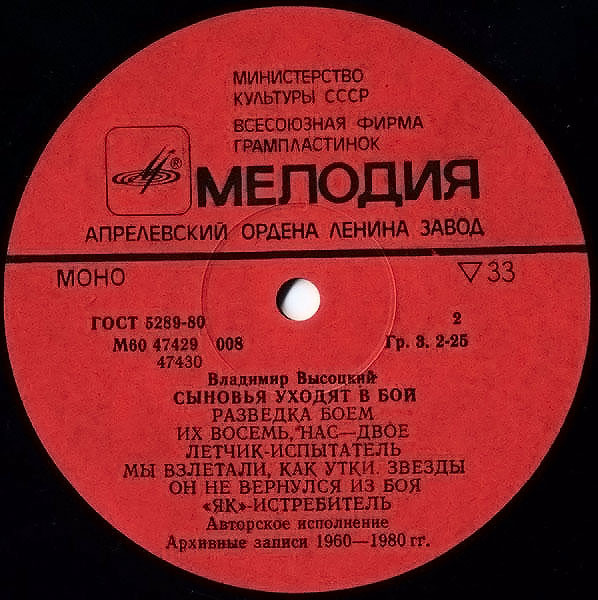 МИНИСТЕРСТВО
КУЛЬТУРЫ СССР
ВСЕСОЮЗНАЯ ФИРМА
ГРАМПЛАСТИНОК
®
МЕЛОДИЯ
АПРЕЛЕВСКИЙ ОРДЕНА ЛЕНИНА ЗАВОД
МОНО ▽33
ГОСТ 5289-80 2
М60 47429 008 Гр. 3. 2-25
47430
Владимир Высоцкий
СЫНОВЬЯ УХОДЯТ В БОЙ
РАЗВЕДКА БОЕМ
ИХ ВОСЕМЬ, НАС—ДВОЕ
ЛЕТЧИК-ИСПЫТАТЕЛЬ
МЫ ВЗЛЕТАЛИ, КАК УТКИ. ЗВЕЗДЫ
ОН НЕ ВЕРНУЛСЯ ИЗ БОЯ
«ЯК»-ИСТРЕБИТЕЛЬ
Авторское исполнение
Архивные записи 1960—1980 гг.